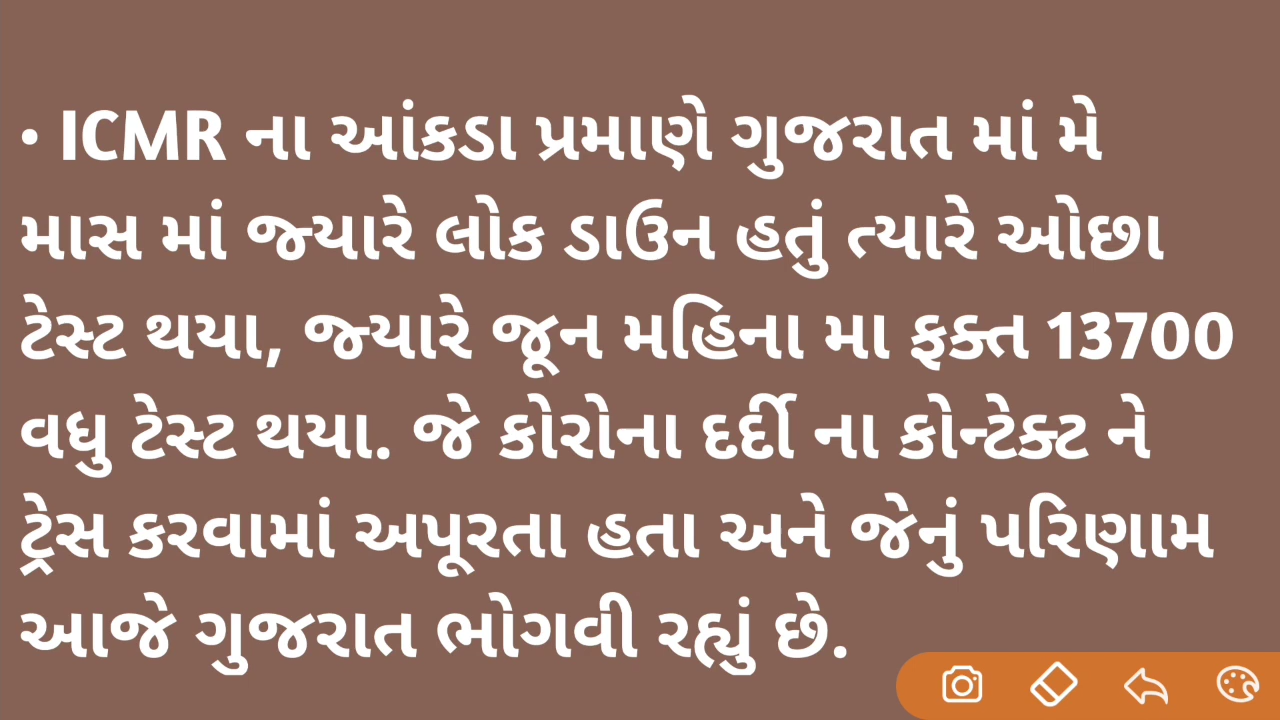 • ICMR ના આંકડા પ્રમાણે ગુજરાત માં મે
માસ માં જ્યારે લોક ડાઉન હતું ત્યારે ઓછા
ટેસ્ટ થયા, જ્યારે જૂન મહિના મા ફક્ત 13700
વધુ ટેસ્ટ થયા. જે કોરોના દર્દી ના કોન્ટેક્ટ ને
ટ્રેસ કરવામાં અપૂરતા હતા અને જેનું પરિણામ
આજે ગુજરાત ભોગવી રહ્યું છે.